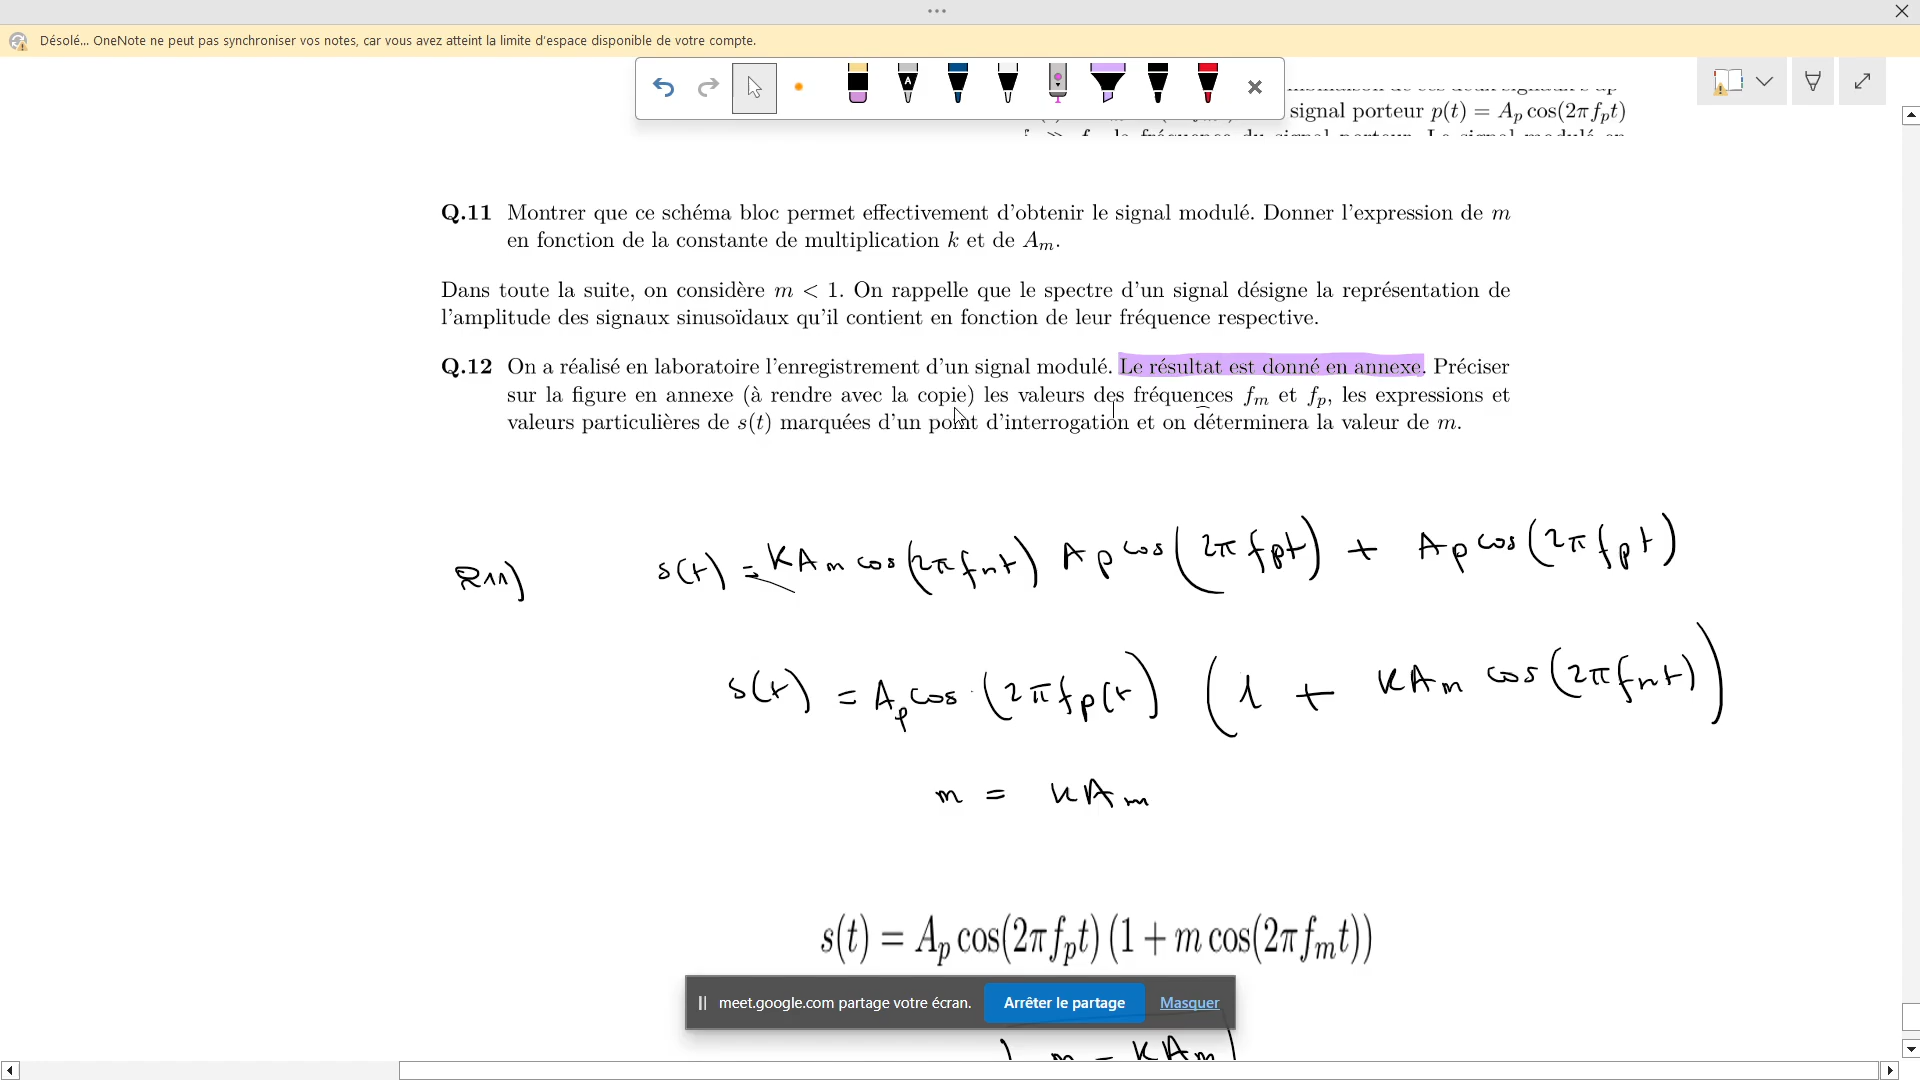 Désolé... OneNote ne peut pas synchroniser vos notes, car vous avez atteint la limite d'espace disponible de votre compte.
signal porteur p(t) = A_p cos(2πf_pt)
Q.11 Montrer que ce schéma bloc permet effectivement d'obtenir le signal modulé. Donner l'expression de m
en fonction de la constante de multiplication k et de A_m.
Dans toute la suite, on considère m < 1. On rappelle que le spectre d'un signal désigne la représentation de
l'amplitude des signaux sinusoïdaux qu'il contient en fonction de leur fréquence respective.
Q.12 On a réalisé en laboratoire l'enregistrement d'un signal modulé. Le résultat est donné en annexe. Préciser
sur la figure en annexe (à rendre avec la copie) les valeurs des fréquences f_m et f_p, les expressions et
valeurs particulières de s(t) marquées d'un point d'interrogation et on déterminera la valeur de m.
R11) s(t) = KA_m cos(2πf_mt) A_p cos(2πf_pt) + A_p cos(2πf_pt)
s(t) = A_p cos(2πf_p(t) (1 + KA_m cos(2πf_mt))
m = KA_m
s(t) = A_p cos(2πf_pt) (1 + m cos(2πf_mt))
meet.google.com partage votre écran. Arrêter le partage Masquer
m = KA_m